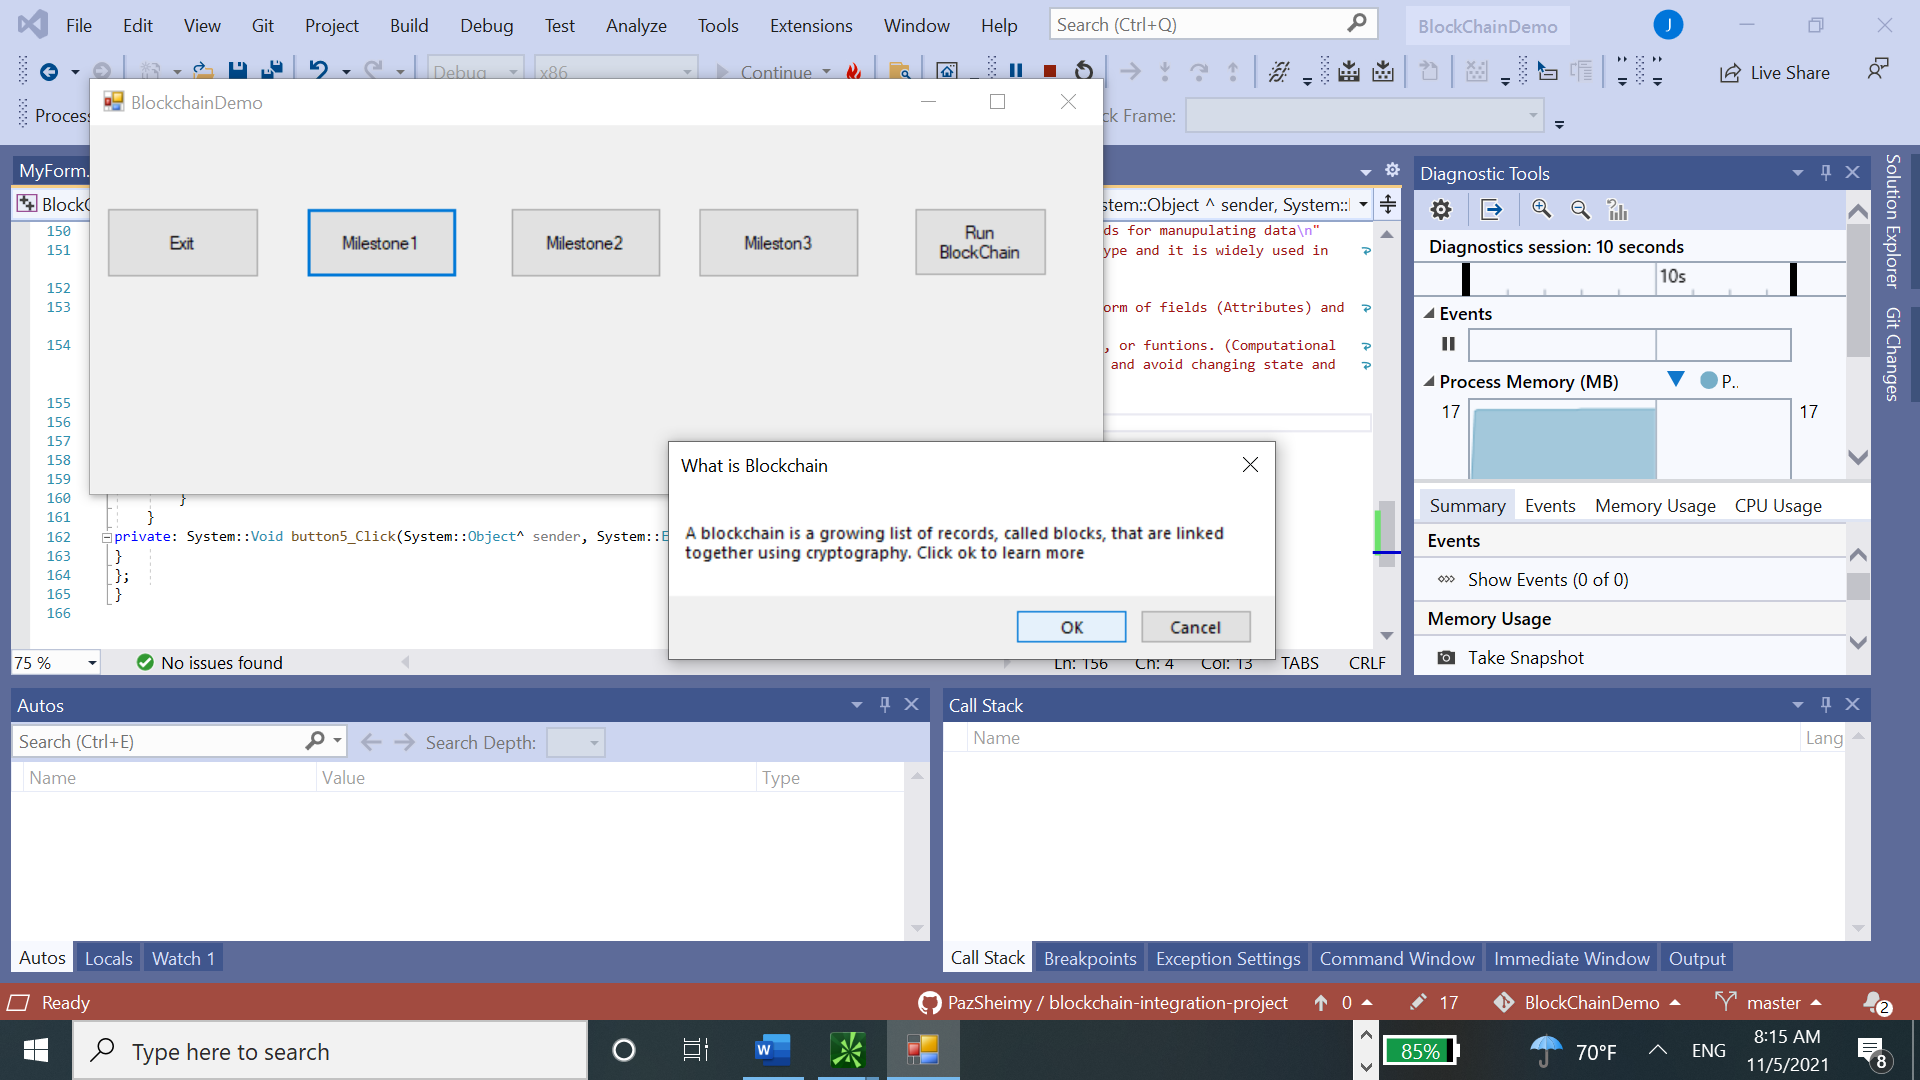 File Edit View Git Project Build Debug Test Analyze Tools Extensions Window Help Search (Ctrl+Q) BlockChainDemo J
Debug x86 Continue Live Share
BlockchainDemo
Process ck Frame:
MyForm.
BlockC stem::Object ^ sender, System::
Exit
Milestone1
Milestone2
Mileston3
Run
BlockChain
150 ds for manupulating data\n"
151 ype and it is widely used in
152
153 orm of fields (Attributes) and
154 , or funtions. (Computational
and avoid changing state and
155
156
157
158
159
160 }
161 }
162 private: System::Void button5_Click(System::Object^ sender, System::E
163 }
164 };
165 }
166
What is Blockchain
A blockchain is a growing list of records, called blocks, that are linked
together using cryptography. Click ok to learn more
OK Cancel
75 % No issues found Ln: 156 Ch: 4 Col: 13 TABS CRLF
Diagnostic Tools
Diagnostics session: 10 seconds
10s
Events
Process Memory (MB) P..
17 17
Summary Events Memory Usage CPU Usage
Events
Show Events (0 of 0)
Memory Usage
Take Snapshot
Solution Explorer
Git Changes
Autos
Search (Ctrl+E) Search Depth:
Name Value Type
Autos Locals Watch 1
Call Stack
Name Lang
Call Stack Breakpoints Exception Settings Command Window Immediate Window Output
Ready PazSheimy / blockchain-integration-project 0 17 BlockChainDemo master 2
Type here to search W 85% 70°F ENG 8:15 AM
11/5/2021 8